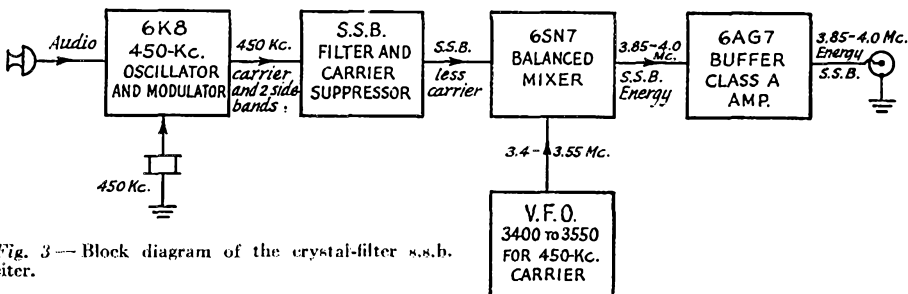 Audio
6K8
450-Kc.
OSCILLATOR
AND MODULATOR
450 Kc.
450 Kc.
carrier
and 2 side-
bands :
S.S.B.
FILTER AND
CARRIER
SUPPRESSOR
S.S.B.
less
carrier
6SN7
BALANCED
MIXER
3.4- 3.55 Mc.
V.F.O.
3400 TO 3550
FOR 450-KC.
CARRIER
3.85-4.0
Mc.
S.S.B.
Energy
6AG7
BUFFER
CLASS A
AMP.
3.85-4.0 Mc.
Energy
S.S.B.
Fig. 3 — Block diagram of the crystal-filter s.s.b.
iter.